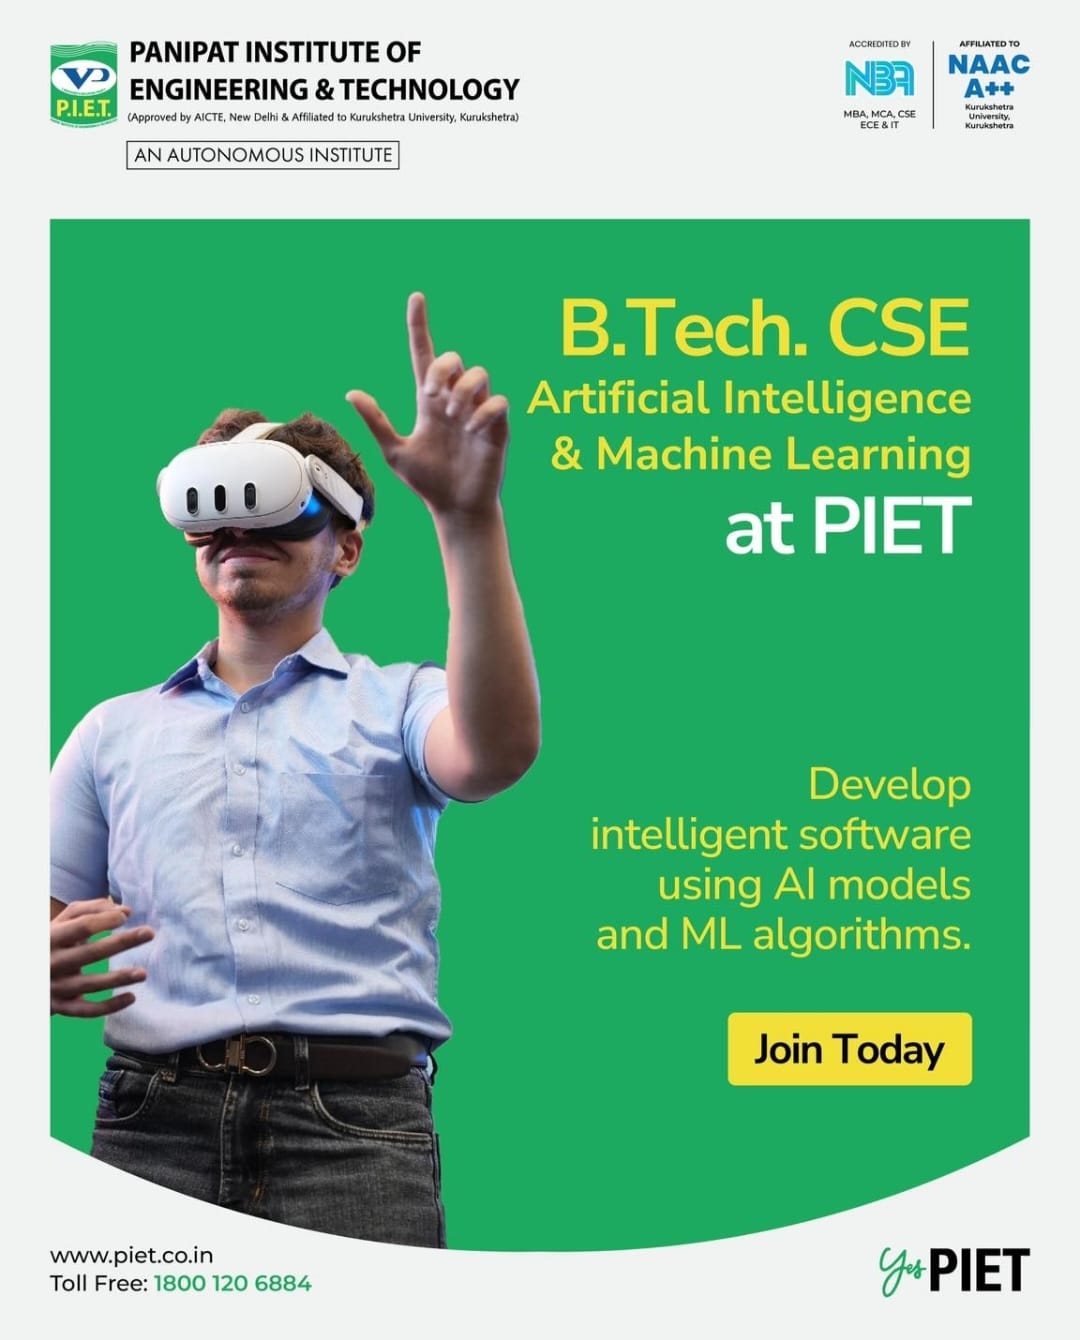 VP
P.I.E.T.
PANIPAT INSTITUTE OF
ENGINEERING & TECHNOLOGY
(Approved by AICTE, New Delhi & Affiliated to Kurukshetra University, Kurukshetra)
AN AUTONOMOUS INSTITUTE
ACCREDITED BY
NBA
MBA, MCA, CSE
ECE & IT
AFFILIATED TO
NAAC
A++
Kurukshetra
University,
Kurukshetra
B.Tech. CSE
Artificial Intelligence
& Machine Learning
at PIET
Develop
intelligent software
using AI models
and ML algorithms.
Join Today
www.piet.co.in
Toll Free: 1800 120 6884
Yes PIET